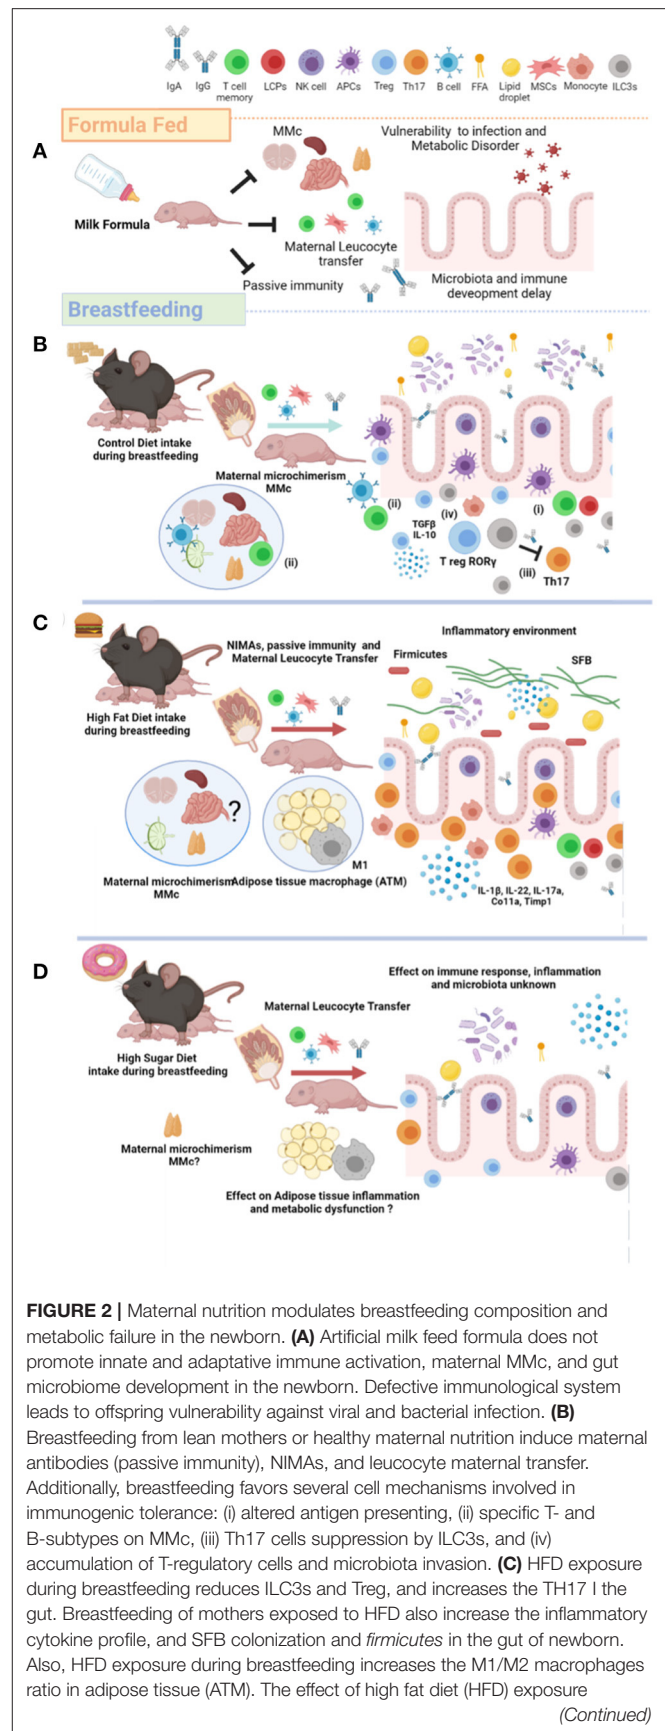 IgA IgG T cell memory LCPs NK cell APCs Treg Th17 B cell FFA Lipid droplet MSCs Monocyte ILC3s
Formula Fed
A
MMc
Vulnerability to infection and
Metabolic Disorder
Milk Formula
Maternal Leucocyte
transfer
Passive immunity
Microbiota and immune
deveopment delay
Breastfeeding
B
Control Diet intake
during breastfeeding
Maternal microchimerism
MMc
(ii)
(ii)
(iv)
(i)
TGFβ
IL-10
T reg RORγ
(iii)
Th17
C
NIMAs, passive immunity and
Maternal Leucocyte Transfer
Inflammatory environment
Firmicutes
SFB
High Fat Diet intake
during breastfeeding
?
M1
Maternal microchimerism
MMc
Adipose tissue macrophage (ATM)
IL-1β, IL-22, IL-17a,
Co11a, Timp1
D
Effect on immune response, inflammation
and microbiota unknown
Maternal Leucocyte Transfer
High Sugar Diet
intake during breastfeeding
Maternal microchimerism
MMc?
Effect on Adipose tissue inflammation
and metabolic dysfunction ?
FIGURE 2 | Maternal nutrition modulates breastfeeding composition and
metabolic failure in the newborn. (A) Artificial milk feed formula does not
promote innate and adaptative immune activation, maternal MMc, and gut
microbiome development in the newborn. Defective immunological system
leads to offspring vulnerability against viral and bacterial infection. (B)
Breastfeeding from lean mothers or healthy maternal nutrition induce maternal
antibodies (passive immunity), NIMAs, and leucocyte maternal transfer.
Additionally, breastfeeding favors several cell mechanisms involved in
immunogenic tolerance: (i) altered antigen presenting, (ii) specific T- and
B-subtypes on MMc, (iii) Th17 cells suppression by ILC3s, and (iv)
accumulation of T-regulatory cells and microbiota invasion. (C) HFD exposure
during breastfeeding reduces ILC3s and Treg, and increases the TH17 I the
gut. Breastfeeding of mothers exposed to HFD also increase the inflammatory
cytokine profile, and SFB colonization and firmicutes in the gut of newborn.
Also, HFD exposure during breastfeeding increases the M1/M2 macrophages
ratio in adipose tissue (ATM). The effect of high fat diet (HFD) exposure
(Continued)